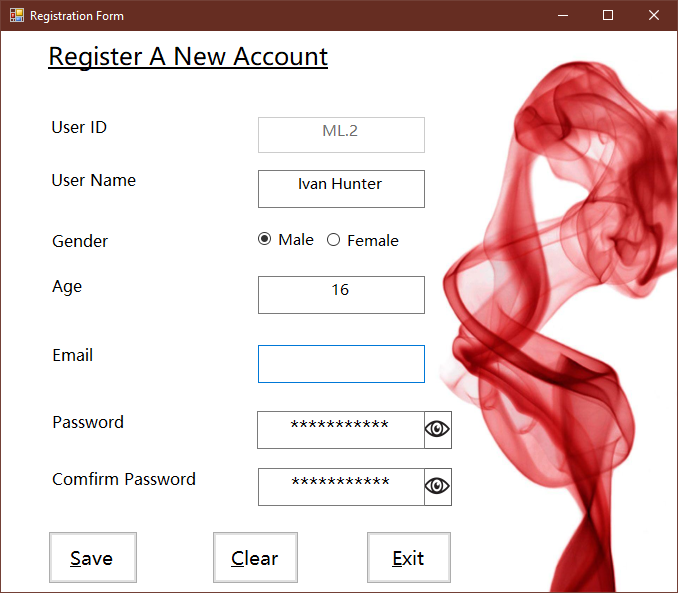 Registration Form
Register A New Account
User ID
ML.2
User Name
Ivan Hunter
Gender
Male
Female
Age
16
Email
Password
***********
Comfirm Password
***********
Save
Clear
Exit